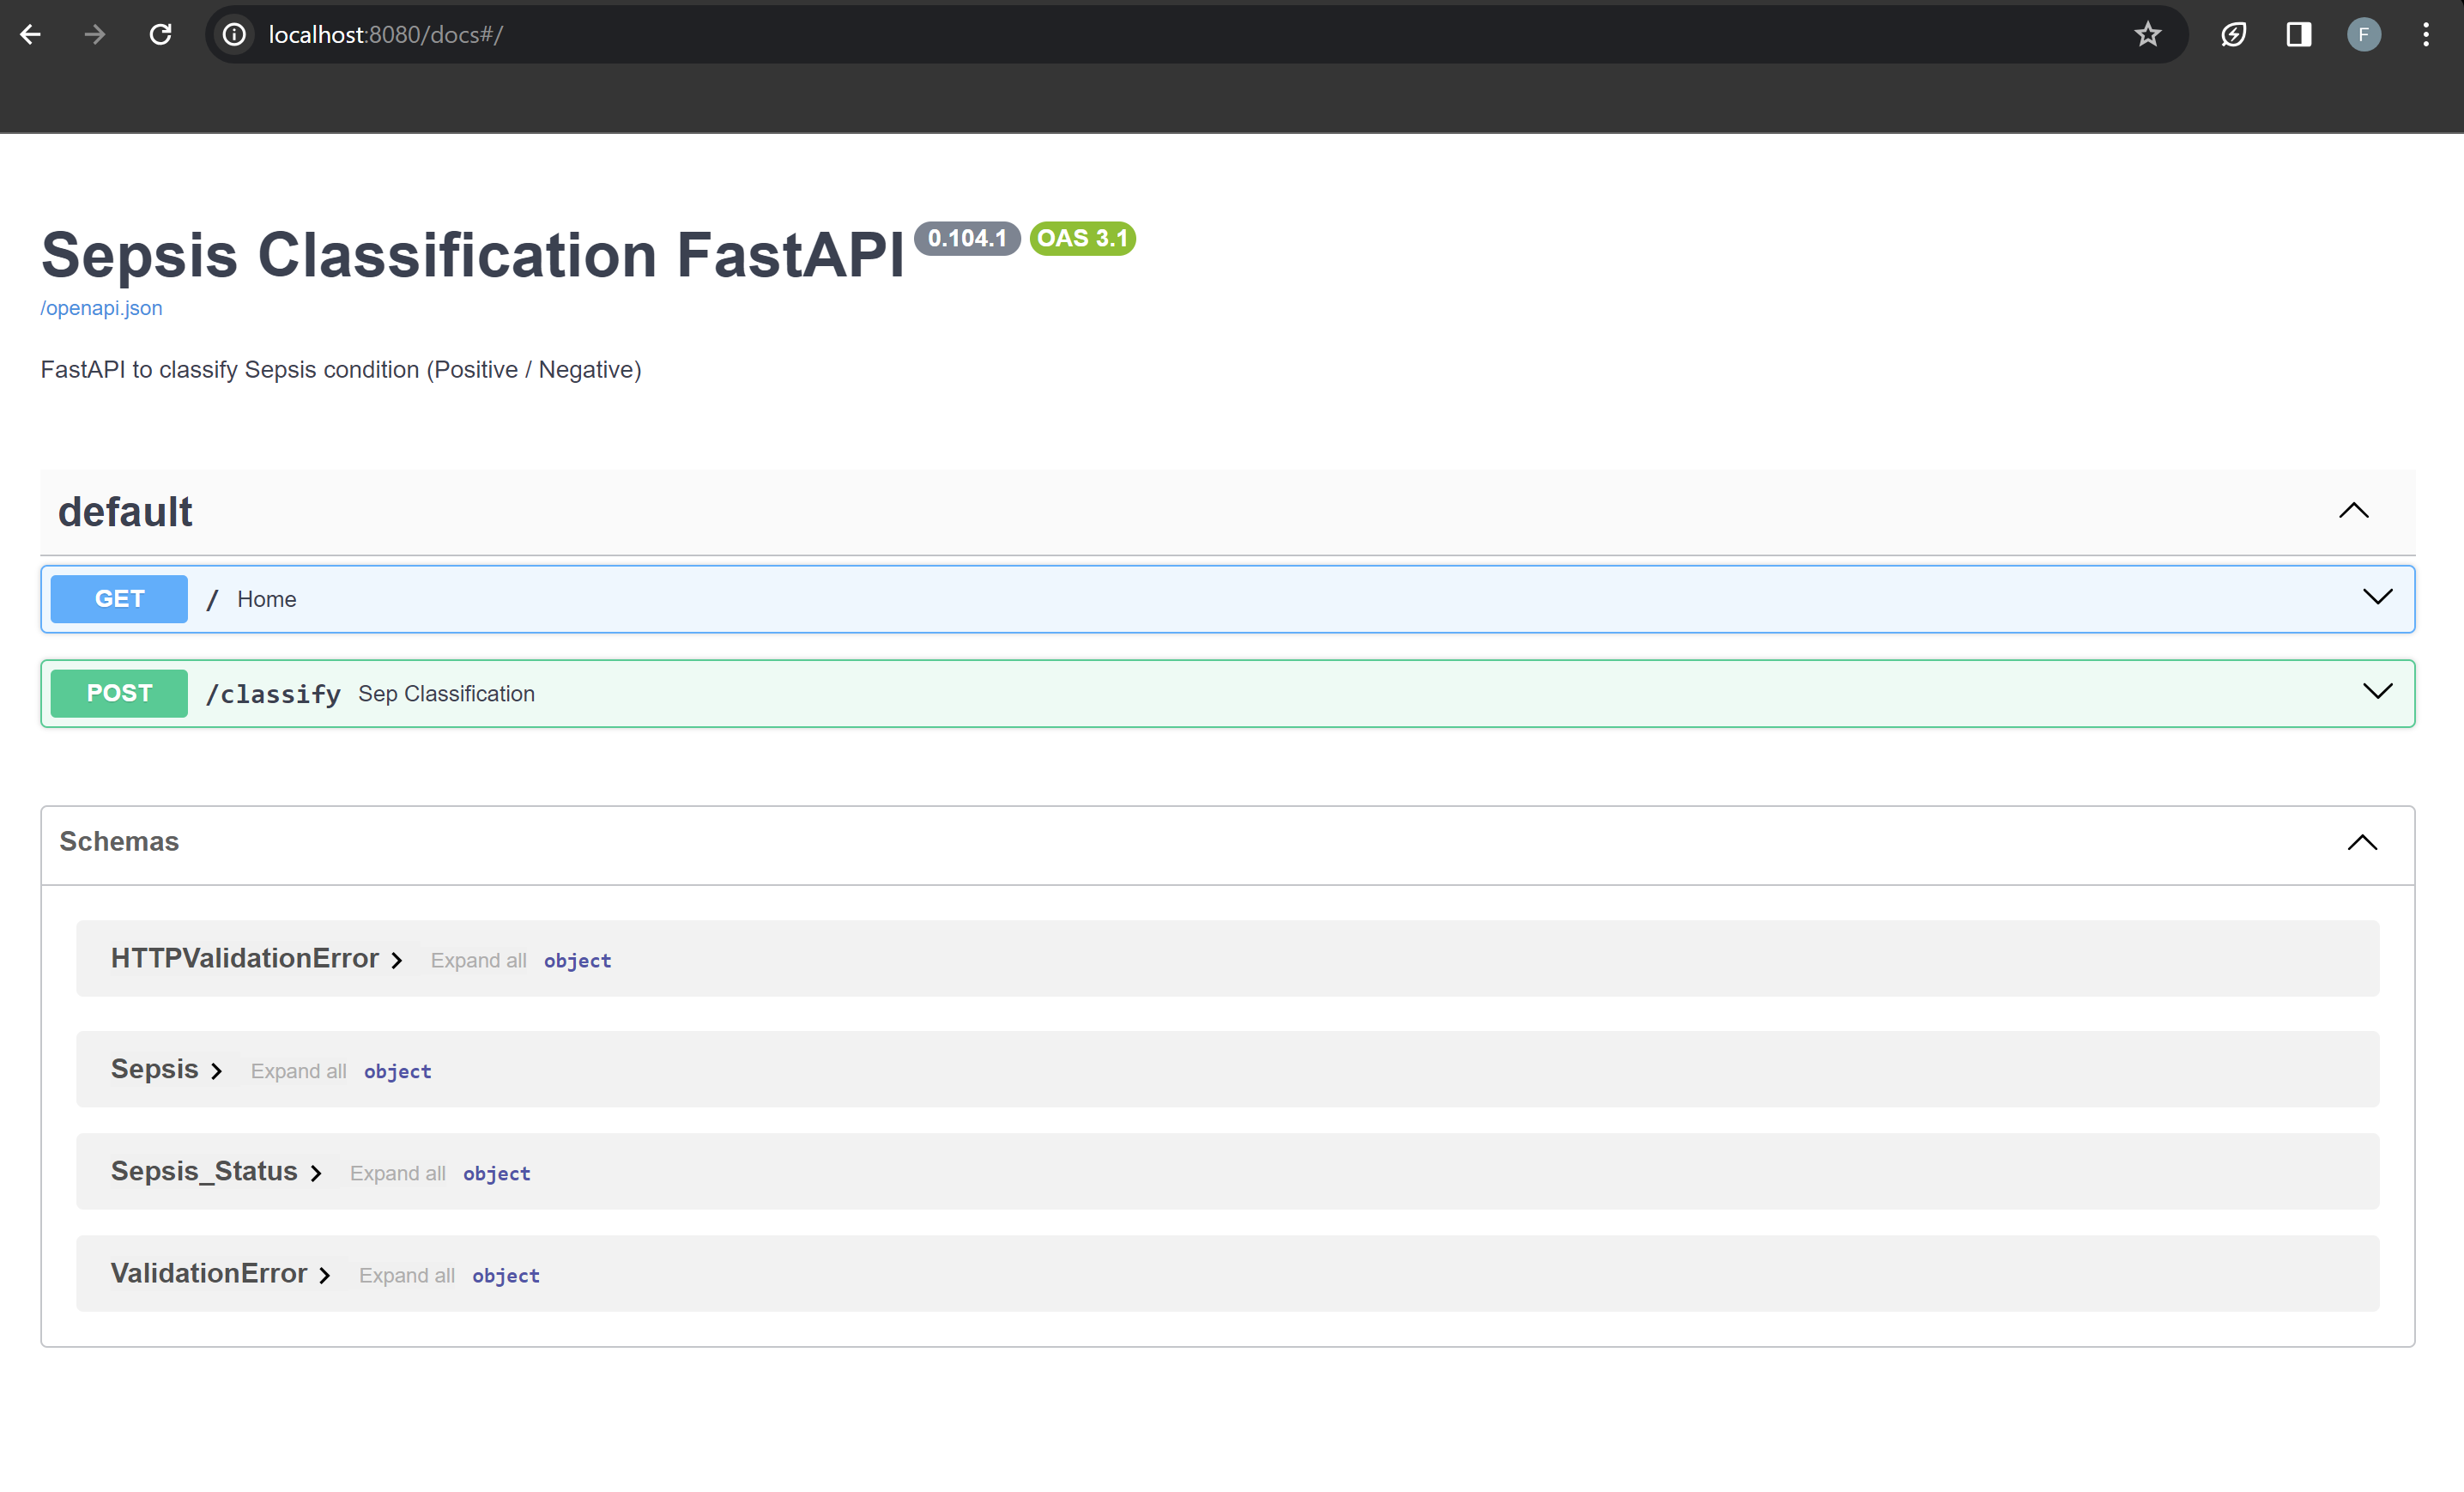 localhost:8080/docs#/
F
Sepsis Classification FastAPI 0.104.1 OAS 3.1
/openapi.json
FastAPI to classify Sepsis condition (Positive / Negative)
default
GET / Home
POST /classify Sep Classification
Schemas
HTTPValidationError Expand all object
Sepsis Expand all object
Sepsis_Status Expand all object
ValidationError Expand all object